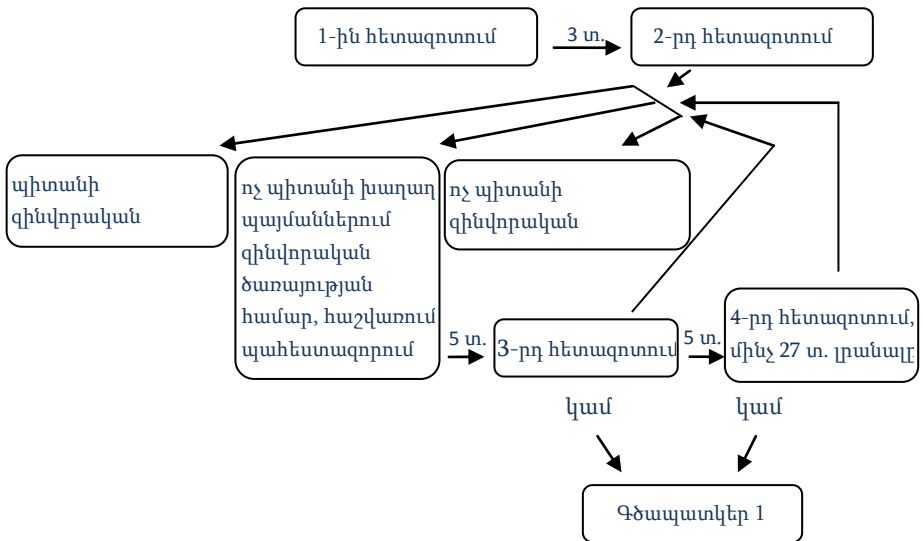 1-ին հետազոտում
3 տ.
2-րդ հետազոտում
պիտանի
զինվորական
ոչ պիտանի խաղաղ
պայմաններում
զինվորական
ծառայության
համար, հաշվառում
պահեստազորում
ոչ պիտանի
զինվորական
5 տ.
3-րդ հետազոտում
5 տ.
4-րդ հետազոտում,
մինչ 27 տ. լրանալը
կամ
կամ
Գծապատկեր 1